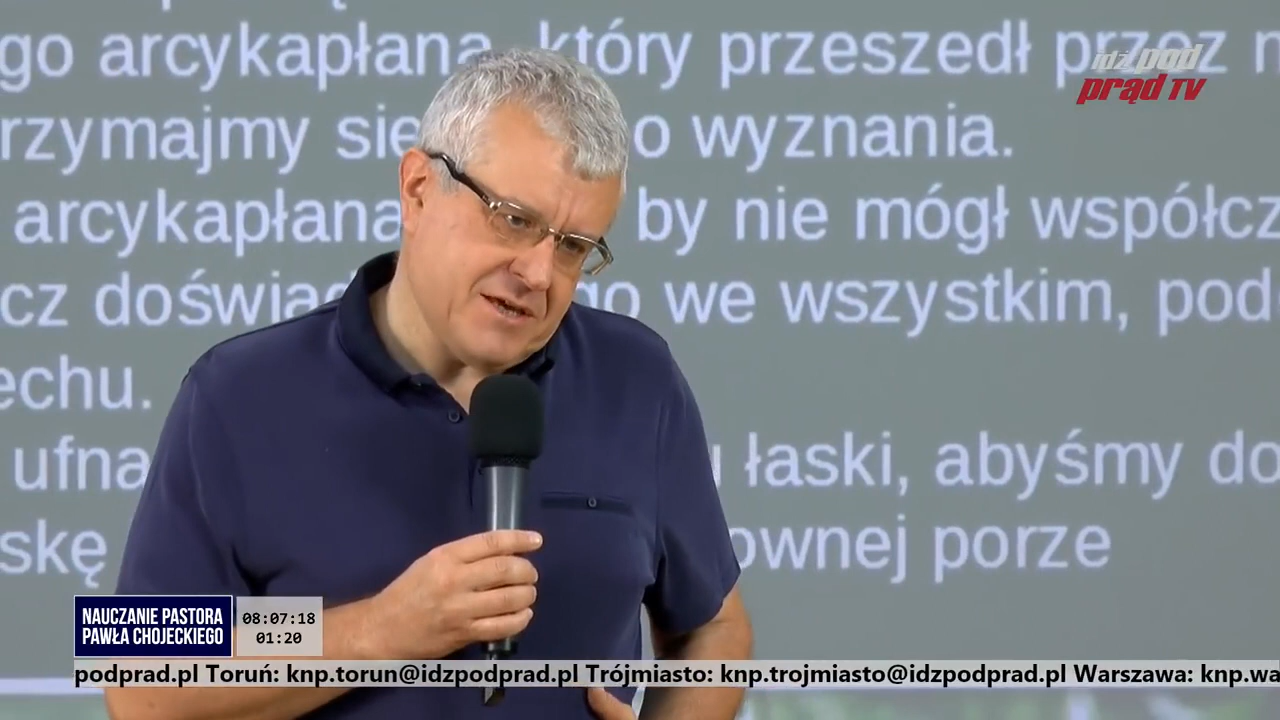 go arcykapłana, który przeszedł przez n
rzymajmy się o wyznania.
arcykapłana by nie mógł współcz
cz doświad go we wszystkim, pod
echu.
ufna u łaski, abyśmy do
skę ownej porze
idź pod
prąd TV
NAUCZANIE PASTORA
PAWŁA CHOJECKIEGO
08:07:18
01:20
podprad.pl Toruń: knp.torun@idzpodprad.pl Trójmiasto: knp.trojmiasto@idzpodprad.pl Warszawa: knp.wa